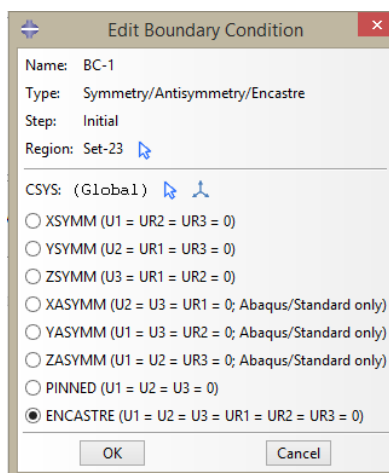 Edit Boundary Condition
Name: BC-1
Type: Symmetry/Antisymmetry/Encastre
Step: Initial
Region: Set-23
CSYS: (Global)
XSYMM (U1 = UR2 = UR3 = 0)
YSYMM (U2 = UR1 = UR3 = 0)
ZSYMM (U3 = UR1 = UR2 = 0)
XASYMM (U2 = U3 = UR1 = 0; Abaqus/Standard only)
YASYMM (U1 = U3 = UR2 = 0; Abaqus/Standard only)
ZASYMM (U1 = U2 = UR3 = 0; Abaqus/Standard only)
PINNED (U1 = U2 = U3 = 0)
ENCASTRE (U1 = U2 = U3 = UR1 = UR2 = UR3 = 0)
OK Cancel